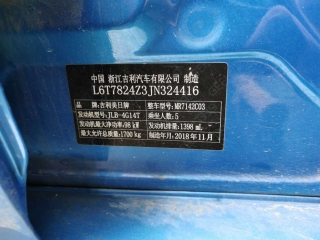 中国 浙江吉利汽车有限公司 制造
L6T7824Z3JN324416
品牌:吉利美日牌 整车型号:MR7142C03
发动机型号:JLB-4G14T 乘坐人数:5
发动机最大净功率:98 kW 发动机排量:1398 mL
最大允许总质量:1700 kg 制造年月:2018年11月